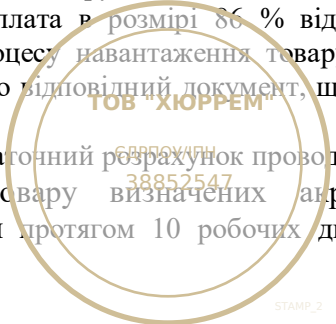 плата в розмірі 86 % від
оцесу навантаження товар
о відповідний документ, щ
ТОВ "ХЮРРЕМ"
аточний розрахунок провод
ЄДРПОУ/ІПН
38852547
овару визначених ак
протягом 10 робочих д
STAMP_2